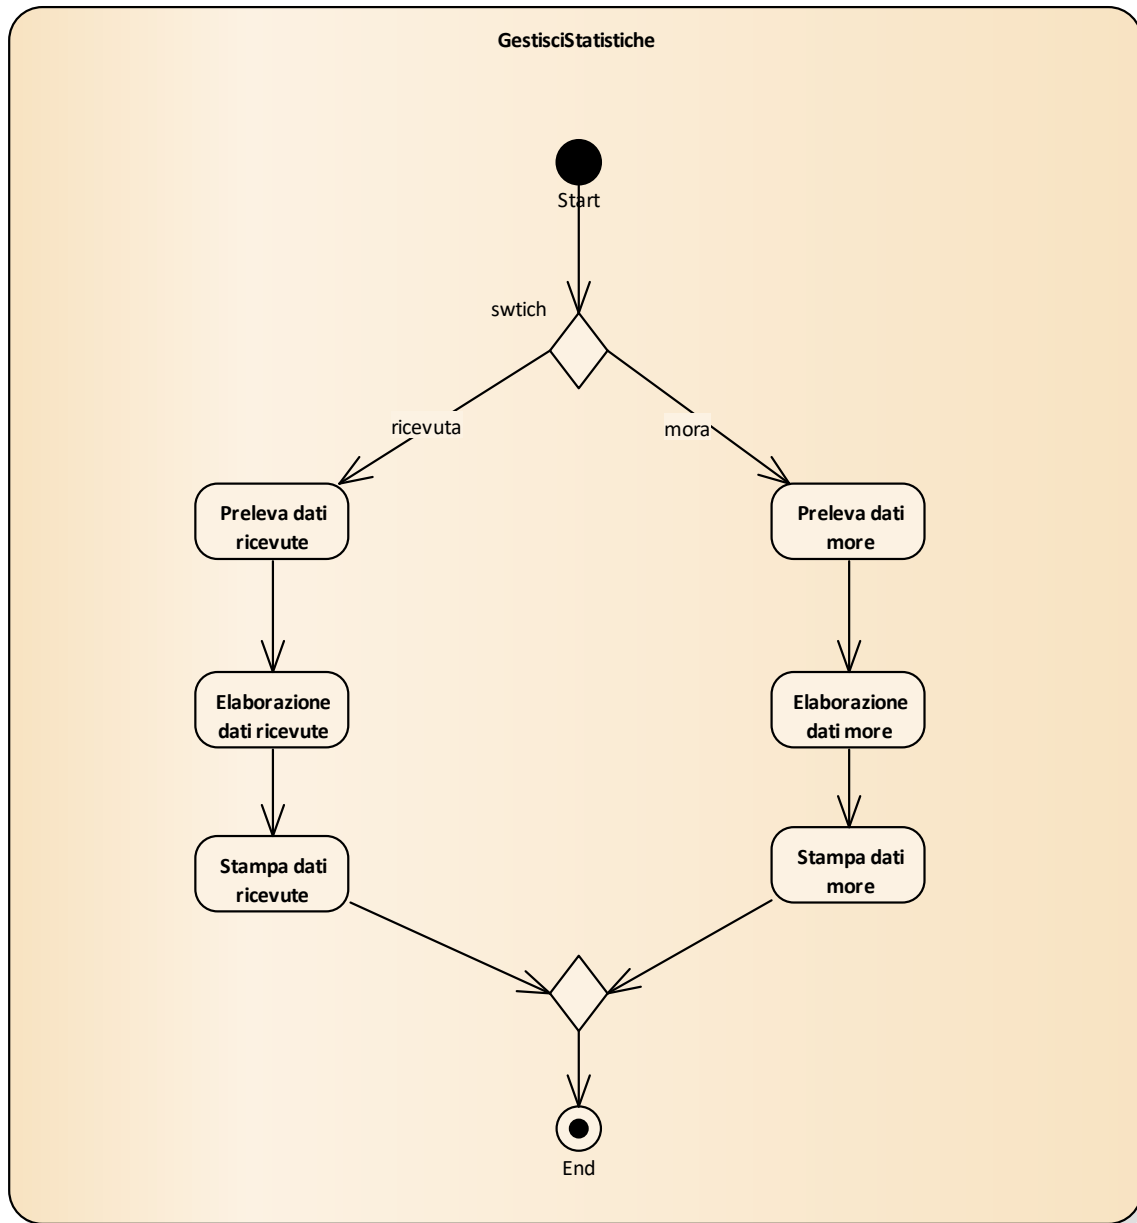 GestisciStatistiche
Start
swtich
ricevuta
mora
Preleva dati
ricevute
Preleva dati
more
Elaborazione
dati ricevute
Elaborazione
dati more
Stampa dati
ricevute
Stampa dati
more
End